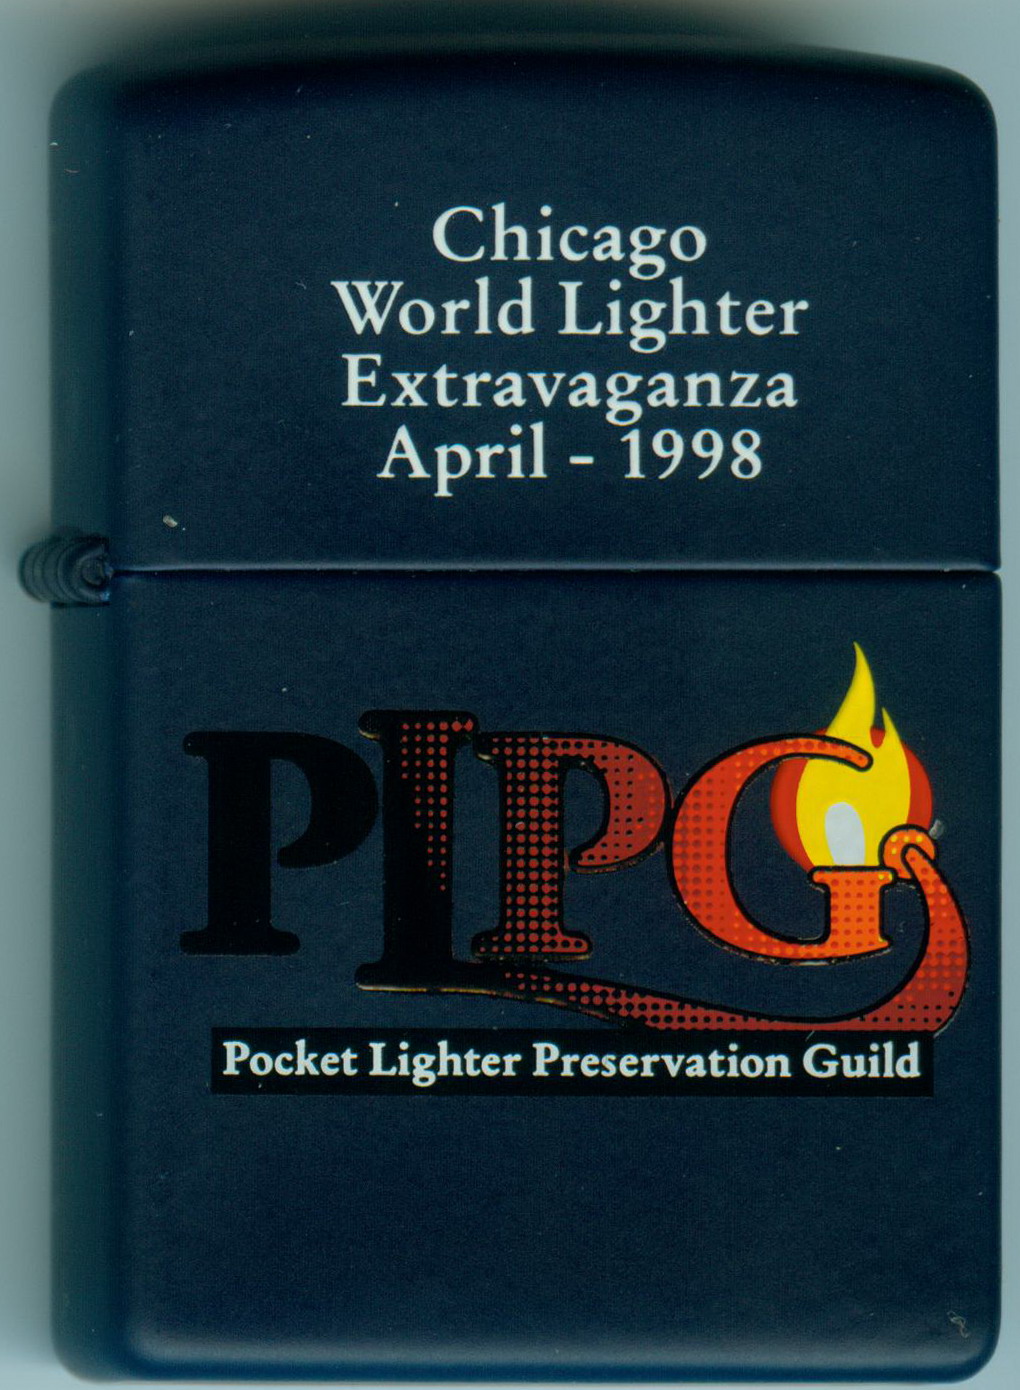 Chicago
World Lighter
Extravaganza
April - 1998
PLPG
Pocket Lighter Preservation Guild